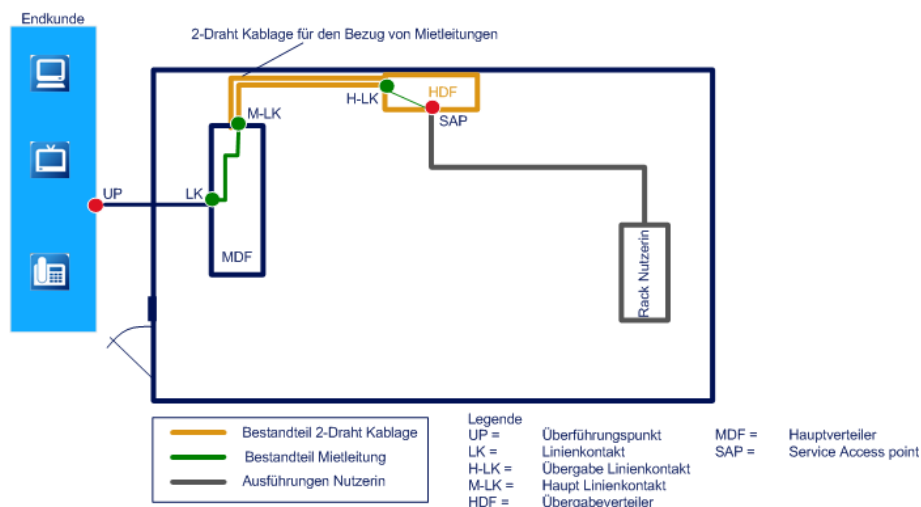 Endkunde
2-Draht Kablage für den Bezug von Mietleitungen
HDF
H-LK
SAP
M-LK
UP
LK
MDF
Rack Nutzerin
Bestandteil 2-Draht Kablage
Bestandteil Mietleitung
Ausführungen Nutzerin
Legende
UP = Überführungspunkt
LK = Linienkontakt
H-LK = Übergabe Linienkontakt
M-LK = Haupt Linienkontakt
HDF = Übergabeverteiler
MDF = Hauptverteiler
SAP = Service Access point